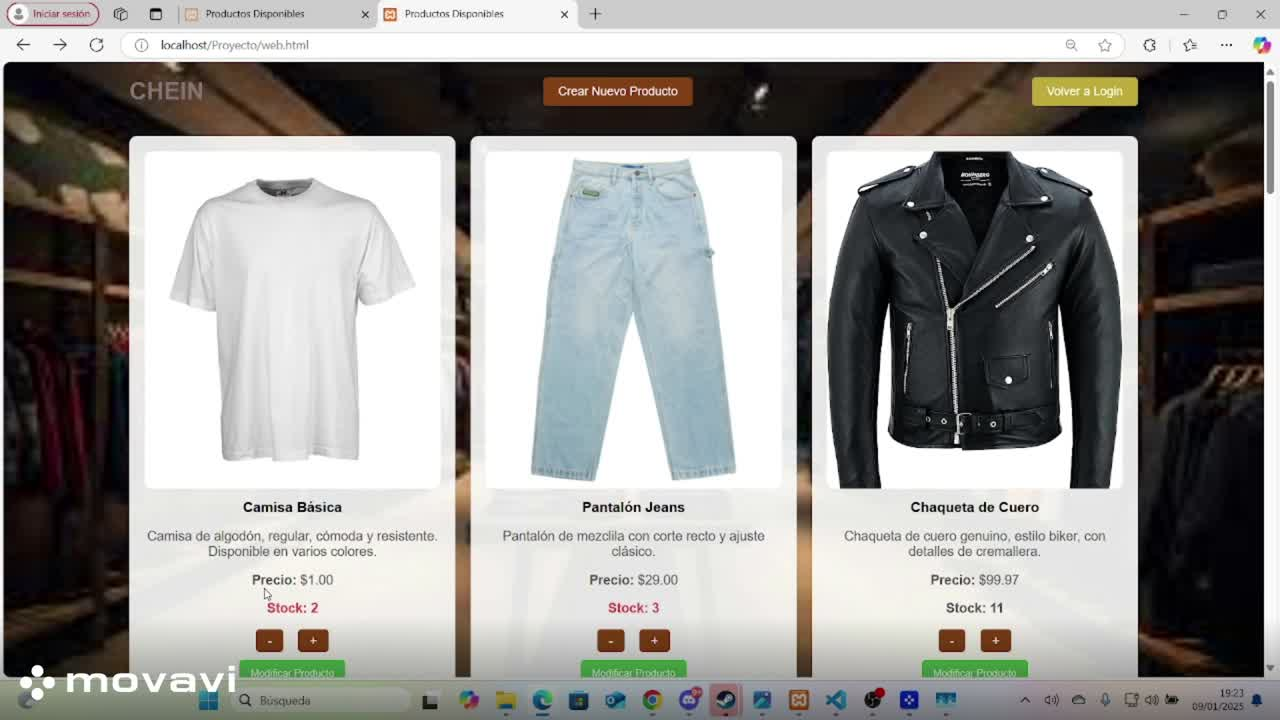 Iniciar sesión
Productos Disponibles
Productos Disponibles
localhost/Proyecto/web.html
CHEIN
Crear Nuevo Producto
Volver a Login
Camisa Básica
Camisa de algodón, regular, cómoda y resistente.
Disponible en varios colores.
Precio: $1.00
Stock: 2
-
+
Modificar Producto
Pantalón Jeans
Pantalón de mezclilla con corte recto y ajuste
clásico.
Precio: $29.00
Stock: 3
-
+
Modificar Producto
Chaqueta de Cuero
Chaqueta de cuero genuino, estilo biker, con
detalles de cremallera.
Precio: $99.97
Stock: 11
-
+
Modificar Producto
movavi
Búsqueda
19:23
09/01/2025